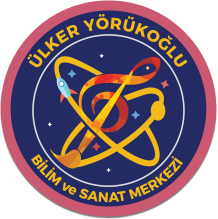 ÜLKER YÖRÜKOĞLU
BİLİM ve SANAT MERKEZİ